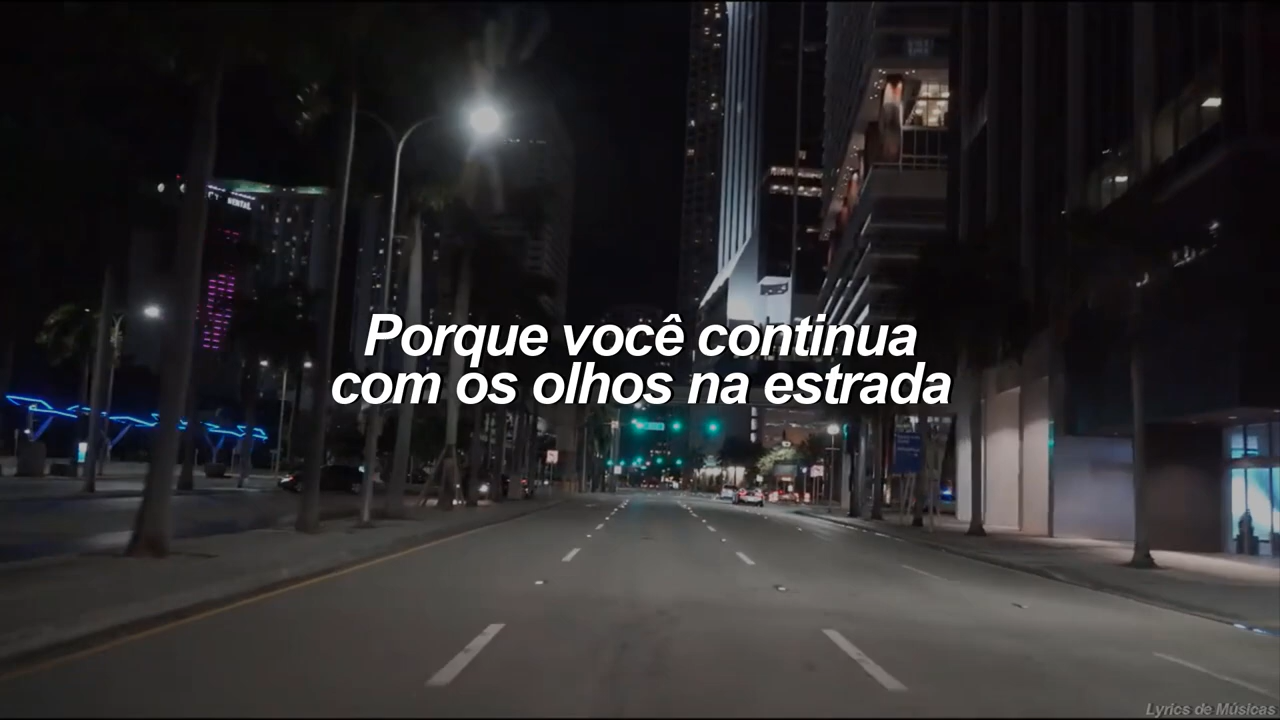 Porque você continua
com os olhos na estrada
Lyrics de Músicas